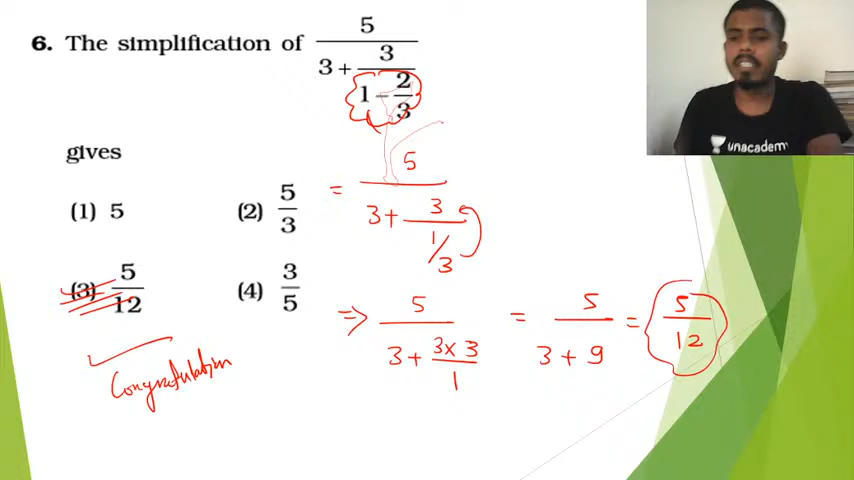 6. The simplification of 5 / (3 + 3 / (1 - 2/3))
gives
(1) 5 (2) 5/3
(3) 5/12 (4) 3/5
= 5 / (3 + 3 / (1/3))
=> 5 / (3 + (3 x 3)/1) = 5 / (3 + 9) = 5/12
Congratulation
unacademy